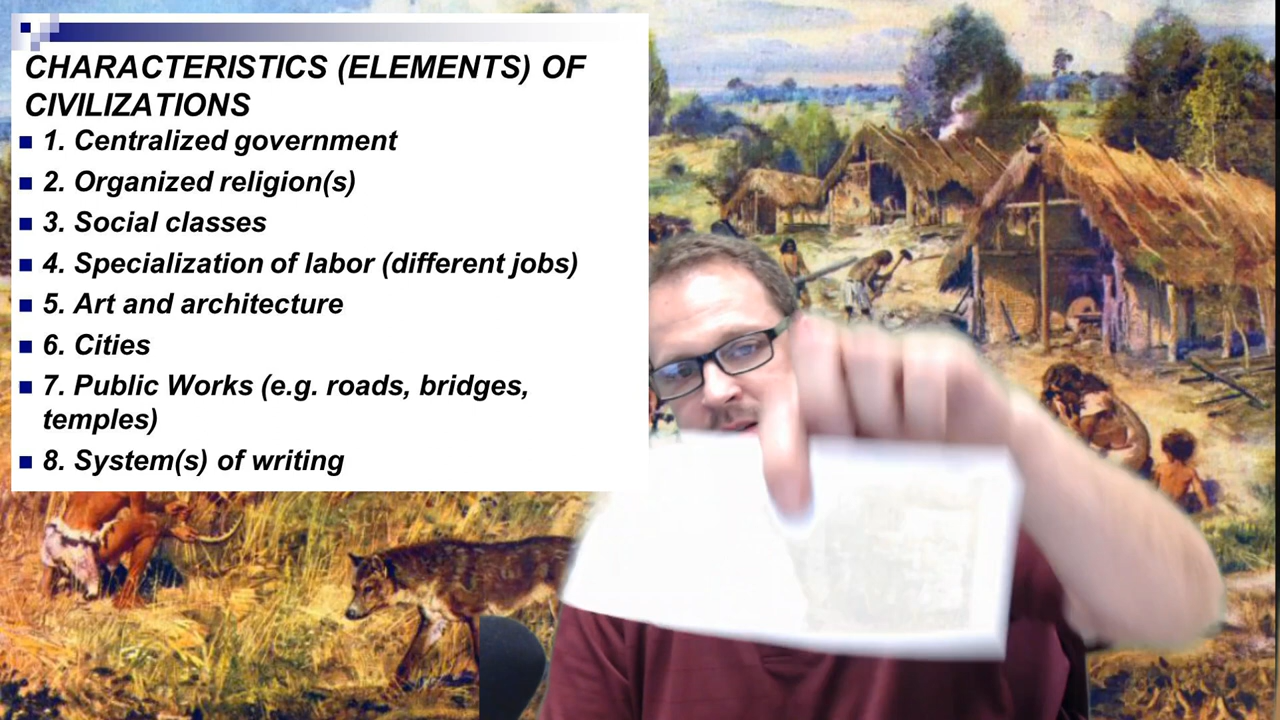 CHARACTERISTICS (ELEMENTS) OF
CIVILIZATIONS
1. Centralized government
2. Organized religion(s)
3. Social classes
4. Specialization of labor (different jobs)
5. Art and architecture
6. Cities
7. Public Works (e.g. roads, bridges,
temples)
8. System(s) of writing